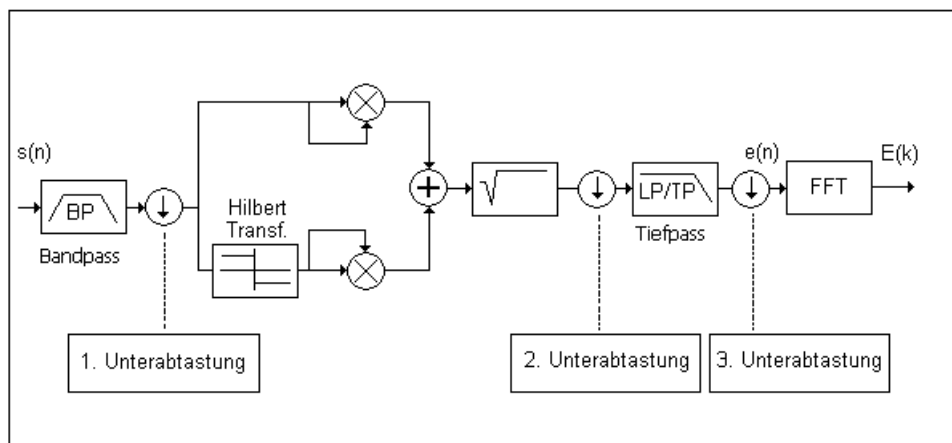 s(n)
BP
Bandpass
Hilbert
Transf.
LP/TP
Tiefpass
e(n)
FFT
E(k)
1. Unterabtastung
2. Unterabtastung
3. Unterabtastung